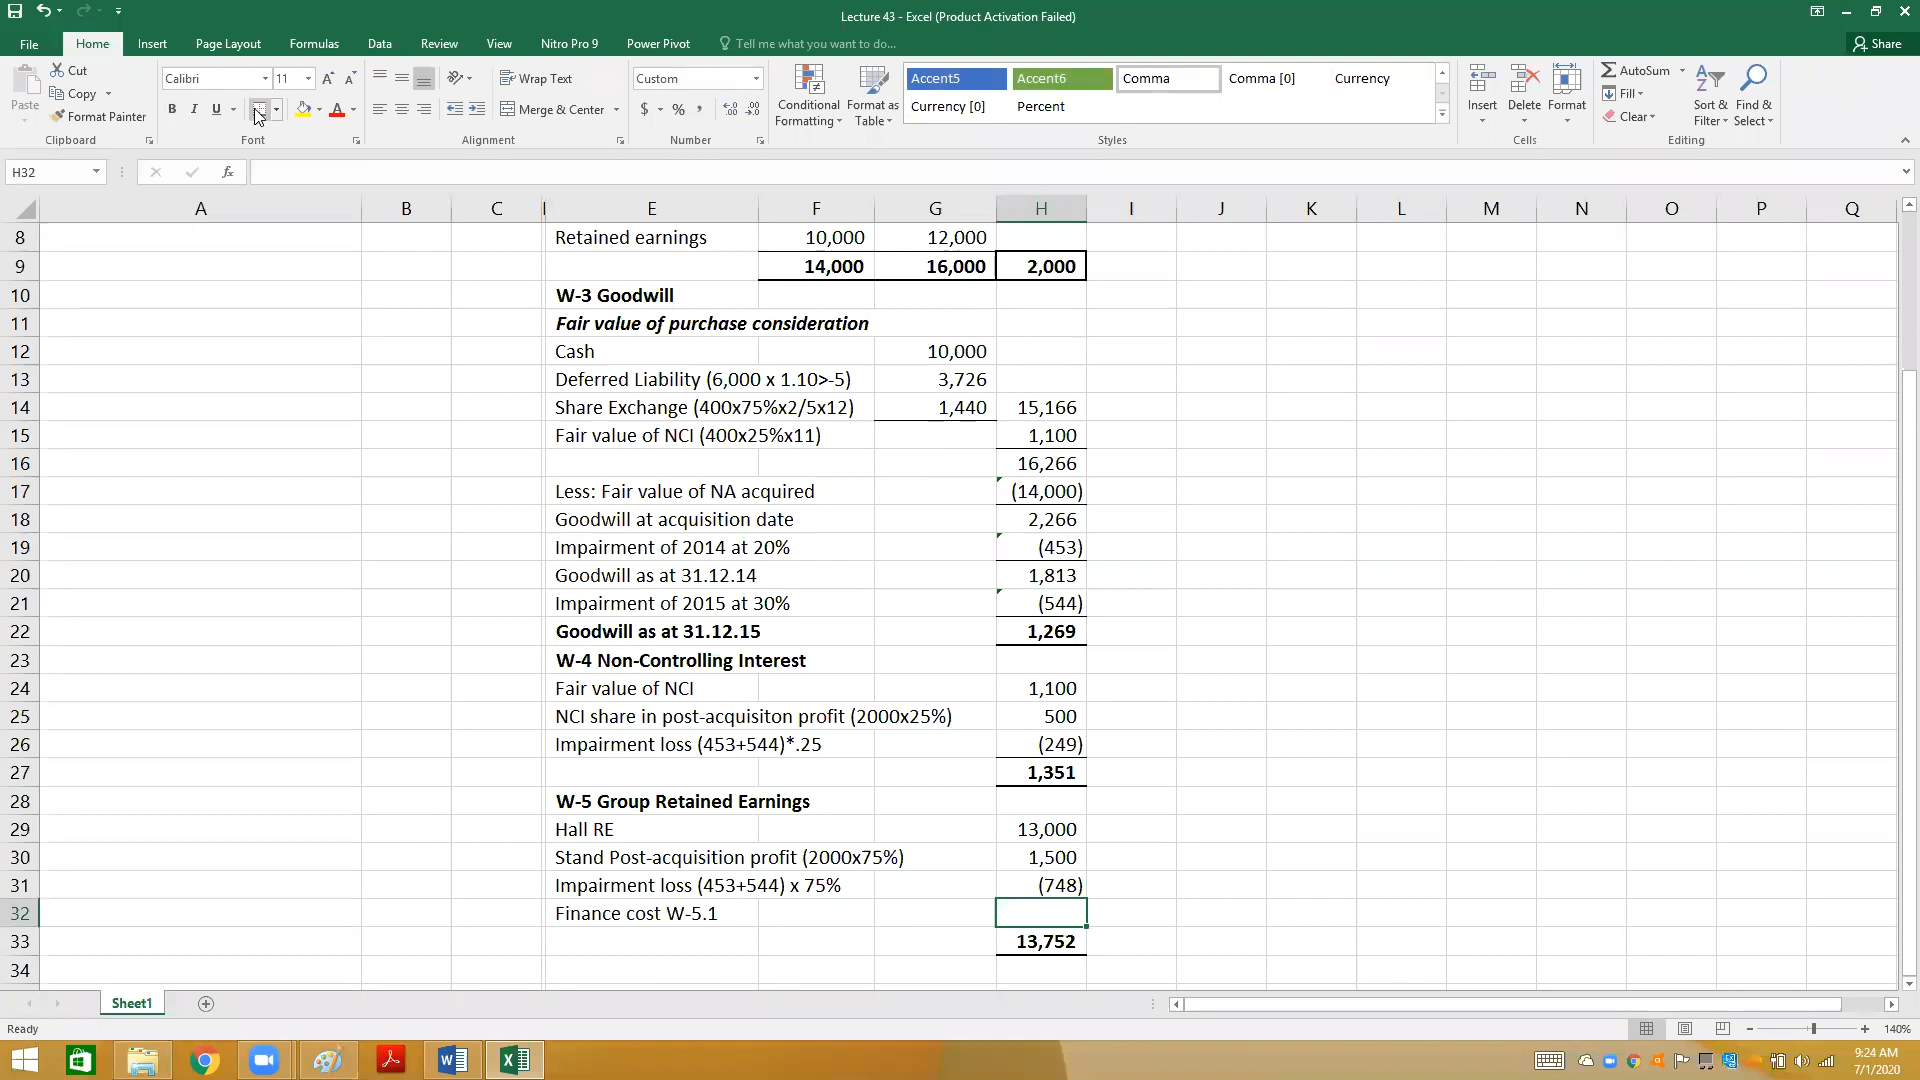 Lecture 43 - Excel (Product Activation Failed)
File Home Insert Page Layout Formulas Data Review View Nitro Pro 9 Power Pivot Tell me what you want to do... Share
Paste Cut Copy Format Painter Clipboard
Calibri 11 B I U Font
Wrap Text Merge & Center Alignment
Custom $ % , Number
Conditional Formatting Format as Table
Accent5 Accent6 Comma Comma [0] Currency
Currency [0] Percent
Styles
Insert Delete Format Cells
AutoSum Fill Clear Sort & Filter Find & Select Editing
H32 fx
A B C E F G H I J K L M N O P Q
8 Retained earnings 10,000 12,000
9 14,000 16,000 2,000
10 W-3 Goodwill
11 Fair value of purchase consideration
12 Cash 10,000
13 Deferred Liability (6,000 x 1.10>-5) 3,726
14 Share Exchange (400x75%x2/5x12) 1,440 15,166
15 Fair value of NCI (400x25%x11) 1,100
16 16,266
17 Less: Fair value of NA acquired (14,000)
18 Goodwill at acquisition date 2,266
19 Impairment of 2014 at 20% (453)
20 Goodwill as at 31.12.14 1,813
21 Impairment of 2015 at 30% (544)
22 Goodwill as at 31.12.15 1,269
23 W-4 Non-Controlling Interest
24 Fair value of NCI 1,100
25 NCI share in post-acquisiton profit (2000x25%) 500
26 Impairment loss (453+544)*.25 (249)
27 1,351
28 W-5 Group Retained Earnings
29 Hall RE 13,000
30 Stand Post-acquisition profit (2000x75%) 1,500
31 Impairment loss (453+544) x 75% (748)
32 Finance cost W-5.1
33 13,752
34
Sheet1
Ready 140%
9:24 AM
7/1/2020